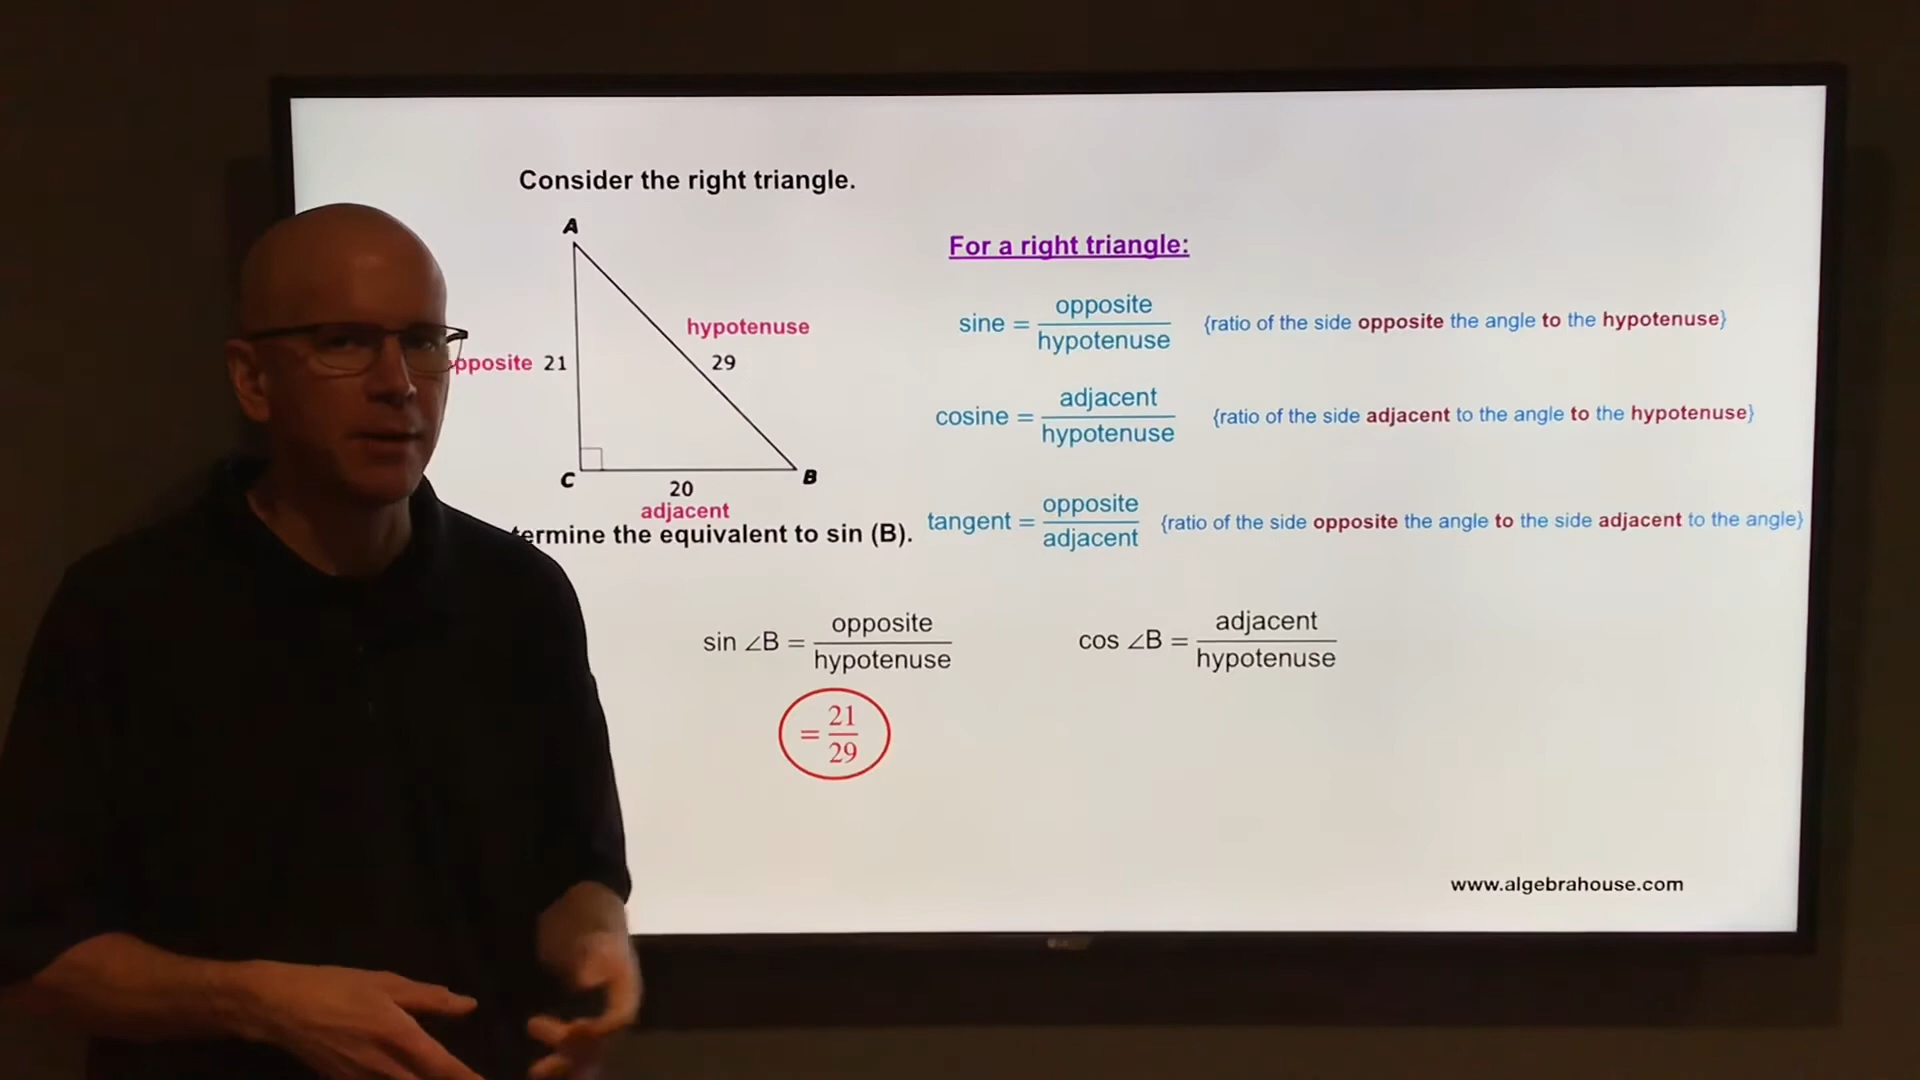 Consider the right triangle.
A
hypotenuse
29
pposite 21
C
B
20
adjacent
ermine the equivalent to sin (B).
For a right triangle:
sine = opposite / hypotenuse {ratio of the side opposite the angle to the hypotenuse}
cosine = adjacent / hypotenuse {ratio of the side adjacent to the angle to the hypotenuse}
tangent = opposite / adjacent {ratio of the side opposite the angle to the side adjacent to the angle}
sin ∠B = opposite / hypotenuse
= 21 / 29
cos ∠B = adjacent / hypotenuse
www.algebrahouse.com
LG